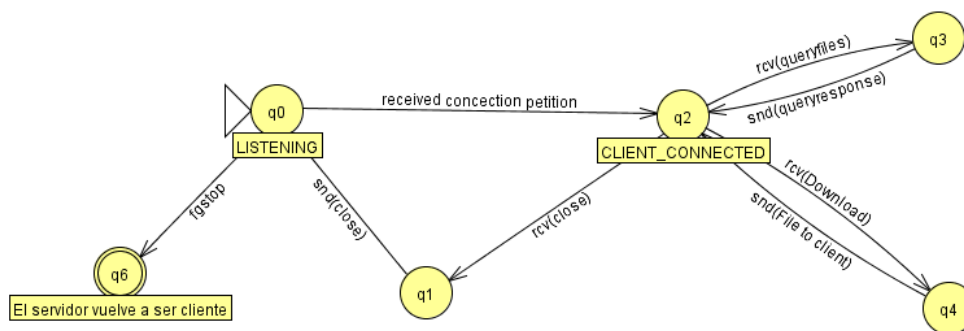 q3
rcv(queryfiles)
q0
received concection petition
snd(queryresponse)
q2
LISTENING
CLIENT_CONNECTED
fgstop
snd(close)
rcv(close)
rcv(Download)
snd(File to client)
q6
q1
q4
El servidor vuelve a ser cliente